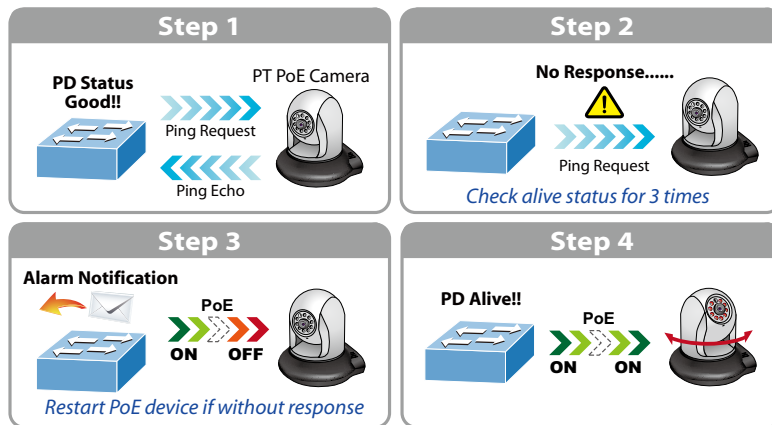 Step 1
PD Status
Good!!
PT PoE Camera
Ping Request
Ping Echo
Step 2
No Response......
Ping Request
Check alive status for 3 times
Step 3
Alarm Notification
PoE
ON OFF
Restart PoE device if without response
Step 4
PD Alive!!
PoE
ON ON